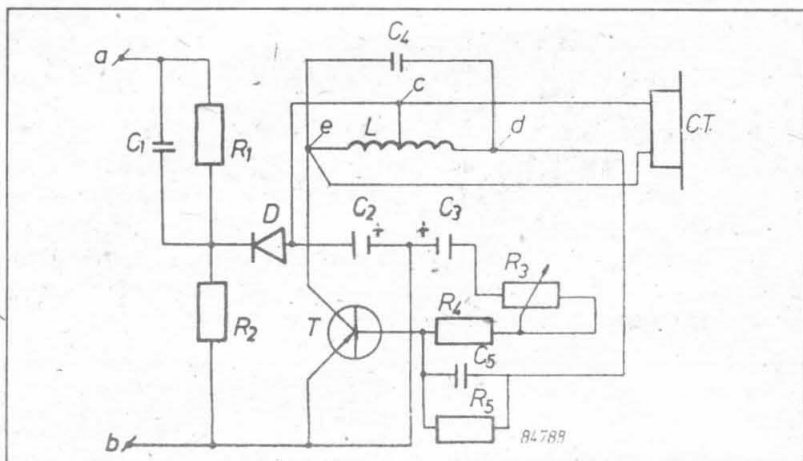 C₄
a
c
C₁
R₁
e
L
d
C.T.
D
C₂
+
+
C₃
R₃
R₂
T
R₄
C₅
R₅
b
84788